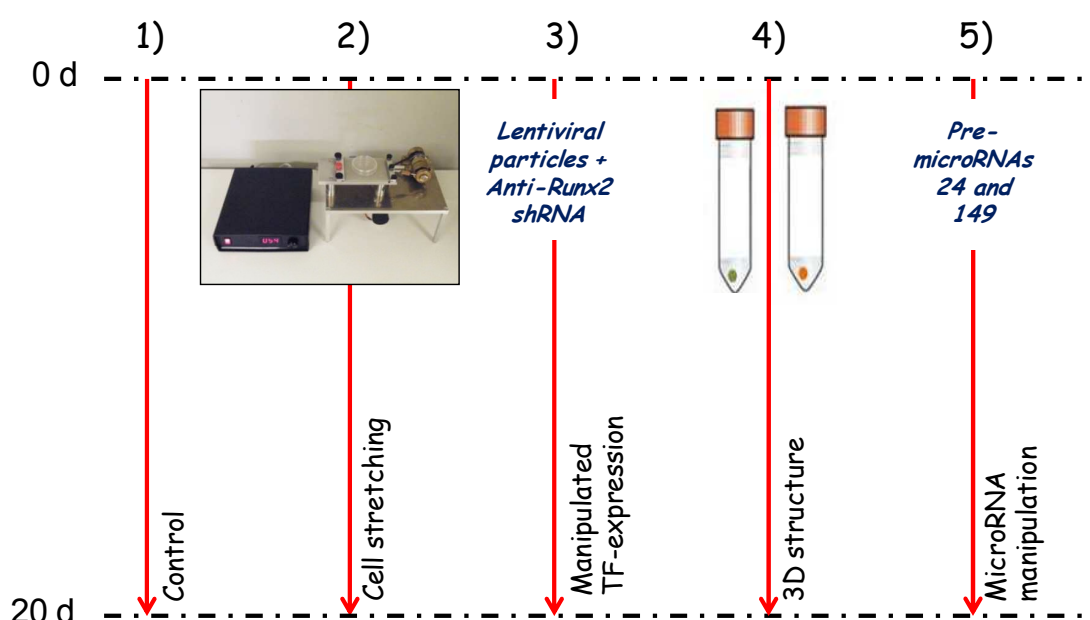 1)
2)
3)
4)
5)
0 d
Lentiviral
particles +
Anti-Runx2
shRNA
Pre-
microRNAs
24 and
149
Control
Cell stretching
Manipulated
TF-expression
3D structure
MicroRNA
manipulation
20 d